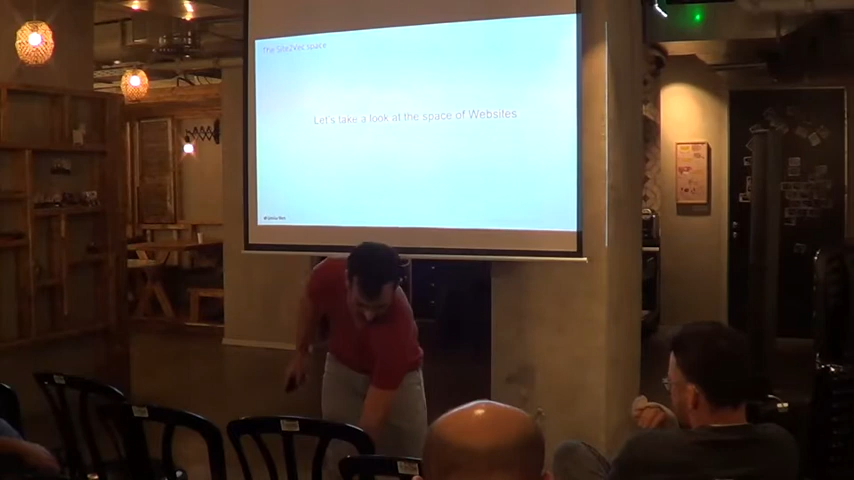 The Site2Vec space
Let's take a look at the space of Websites